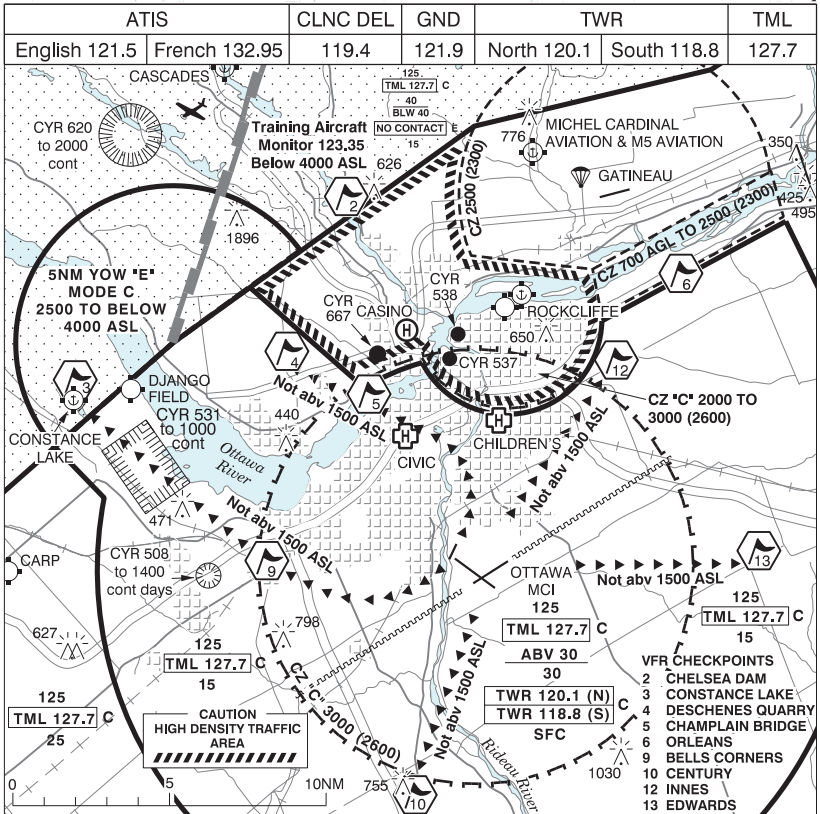 ATIS CLNC DEL GND TWR TML
English 121.5 French 132.95 119.4 121.9 North 120.1 South 118.8 127.7
CASCADES
125
TML 127.7 C
40
BLW 40
NO CONTACT E
15
CYR 620
to 2000
cont
Training Aircraft
Monitor 123.35
Below 4000 ASL
626
776
MICHEL CARDINAL
AVIATION & M5 AVIATION
350
GATINEAU
425
495
2
1896
CZ 2500 (2300)
CZ 700 AGL TO 2500 (2300)
5NM YOW "E"
MODE C
2500 TO BELOW
4000 ASL
CYR
538
6
CYR
667
CASINO
H
ROCKCLIFFE
650
4
CYR 537
12
3
DJANGO
FIELD
Not abv 1500 ASL
5
CZ "C" 2000 TO
3000 (2600)
CYR 531
to 1000
cont
440
CONSTANCE
LAKE
H
CIVIC
H
CHILDREN'S
Ottawa
River
Not abv 1500 ASL
471
Not abv 1500 ASL
CARP
CYR 508
to 1400
cont days
9
OTTAWA
MCI
Not abv 1500 ASL
13
627
798
125
TML 127.7 C
15
125
TML 127.7 C
ABV 30
30
TWR 120.1 (N)
TWR 118.8 (S)
C
SFC
125
TML 127.7 C
15
125
TML 127.7 C
25
CZ "C" 3000 (2600)
Not abv 1500 ASL
CAUTION
HIGH DENSITY TRAFFIC
AREA
Rideau River
1030
755
10
0 5 10NM
VFR CHECKPOINTS
2 CHELSEA DAM
3 CONSTANCE LAKE
4 DESCHENES QUARRY
5 CHAMPLAIN BRIDGE
6 ORLEANS
9 BELLS CORNERS
10 CENTURY
12 INNES
13 EDWARDS